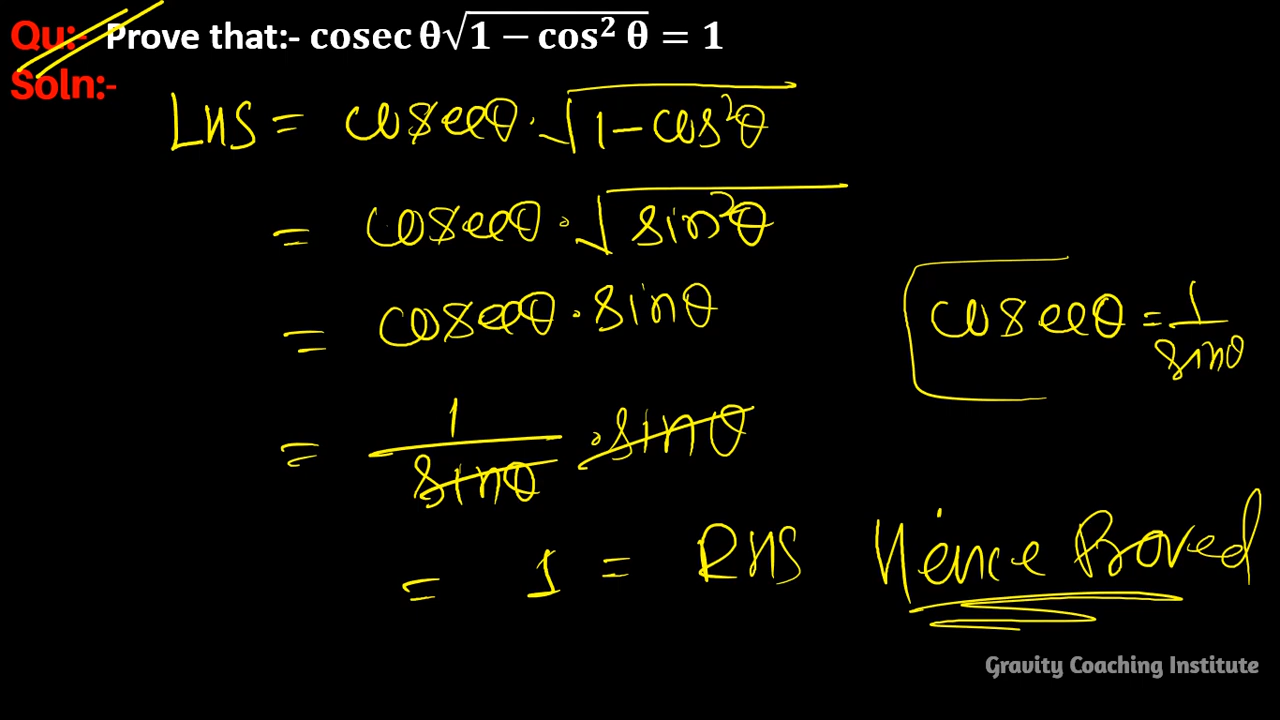 Qu:- Prove that:- cosec θ√1 − cos² θ = 1
Soln:-
LHS = cosecθ · √1 − cos²θ
= cosecθ · √sin²θ
= cosecθ · sinθ
cosecθ = 1/sinθ
= 1/sinθ · sinθ
= 1 = RHS Hence Proved
Gravity Coaching Institute